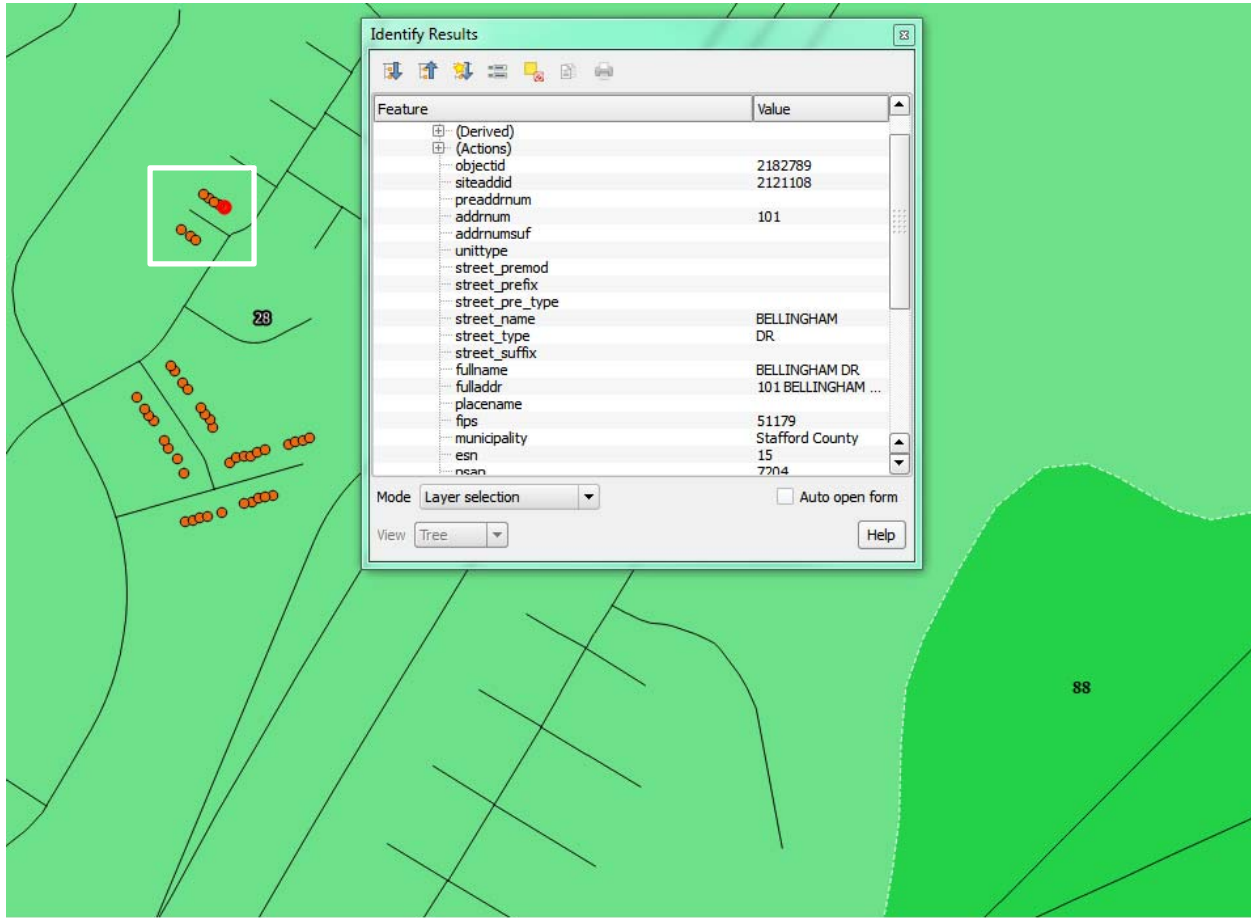 Identify Results
Feature Value
(Derived)
(Actions)
objectid 2182789
siteaddid 2121108
preaddrnum
addrnum 101
addrnumsuf
unittype
street_premod
street_prefix
street_pre_type
street_name BELLINGHAM
street_type DR
street_suffix
fullname BELLINGHAM DR
fulladdr 101 BELLINGHAM ...
placename
fips 51179
municipality Stafford County
esn 15
psap 7204
Mode Layer selection Auto open form
View Tree Help
28
88